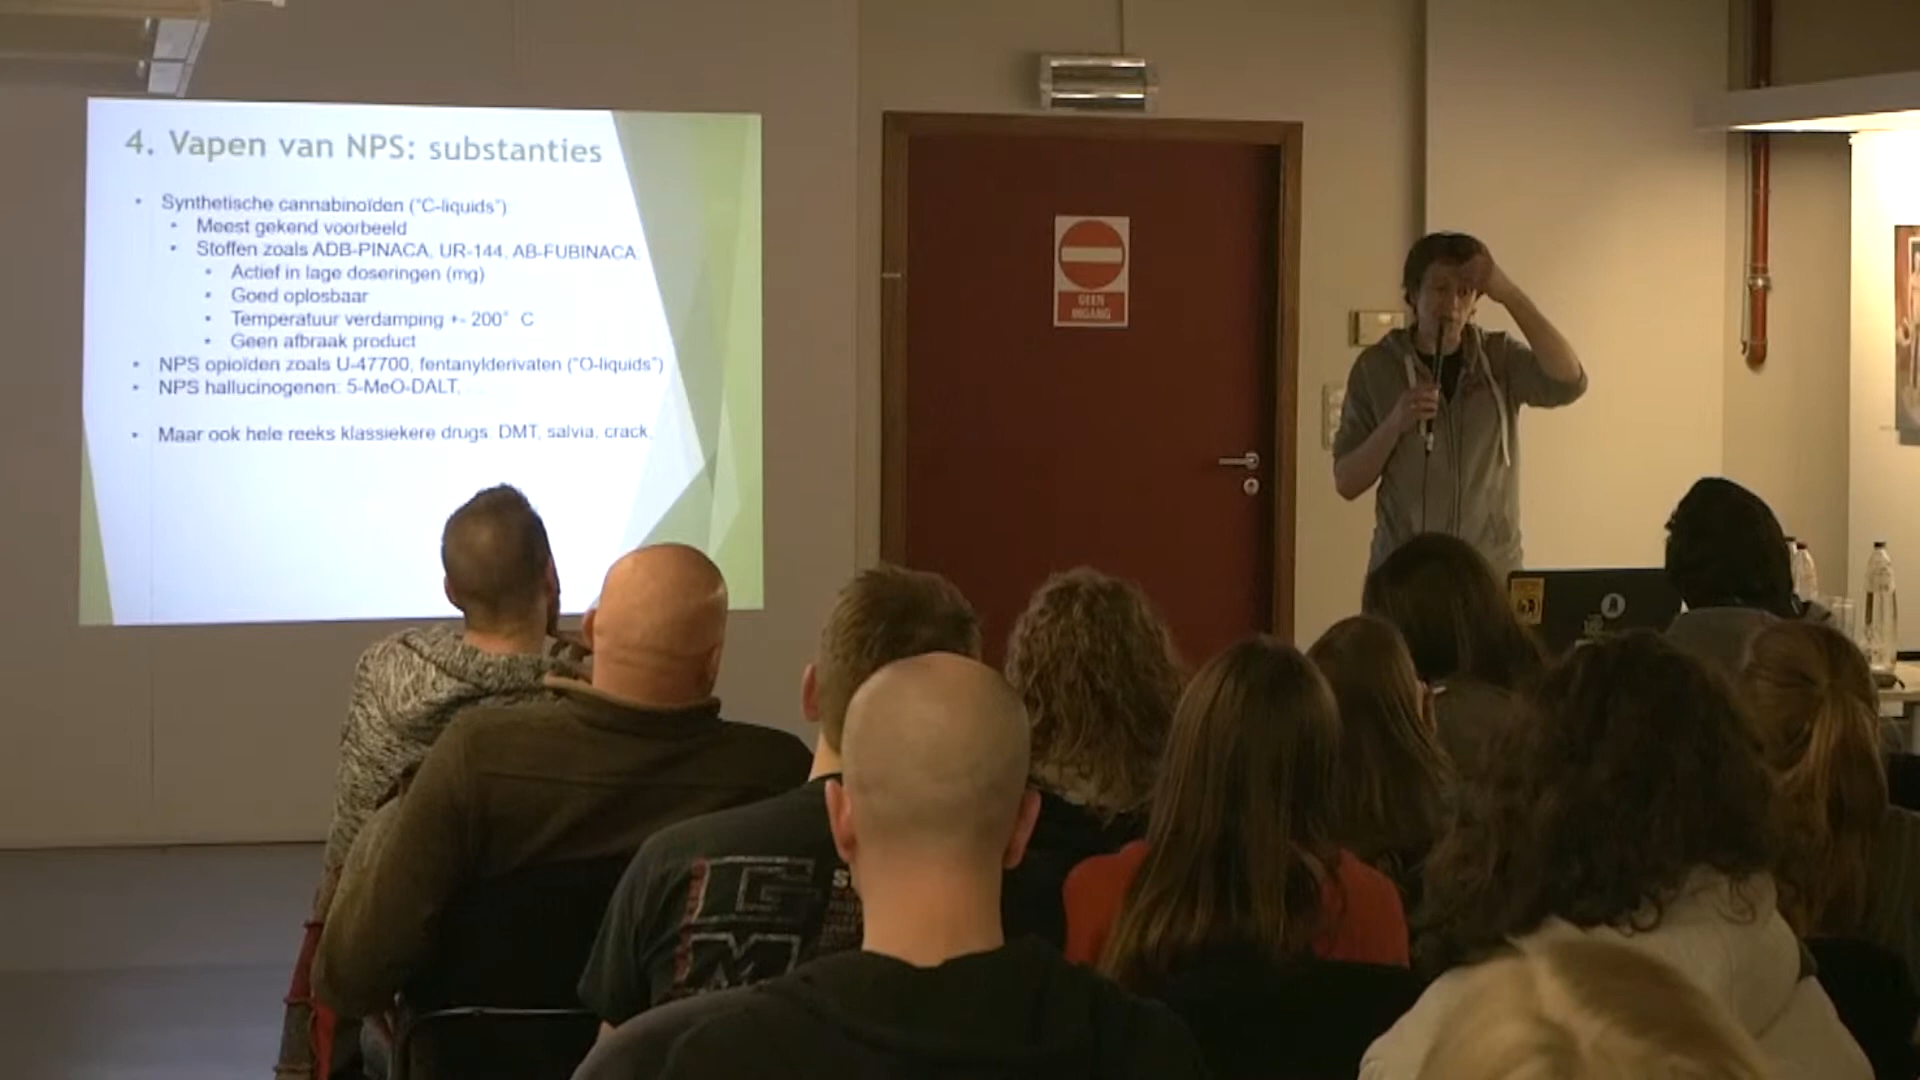 4. Vapen van NPS: substanties
• Synthetische cannabinoïden ("C-liquids")
• Meest gekend voorbeeld
• Stoffen zoals ADB-PINACA, UR-144, AB-FUBINACA.
• Actief in lage doseringen (mg)
• Goed oplosbaar
• Temperatuur verdamping +- 200° C
• Geen afbraak product
• NPS opioïden zoals U-47700, fentanylderivaten ("O-liquids")
• NPS hallucinogenen: 5-MeO-DALT,
• Maar ook hele reeks klassiekere drugs: DMT, salvia, crack,
GEEN
INGANG
G
M